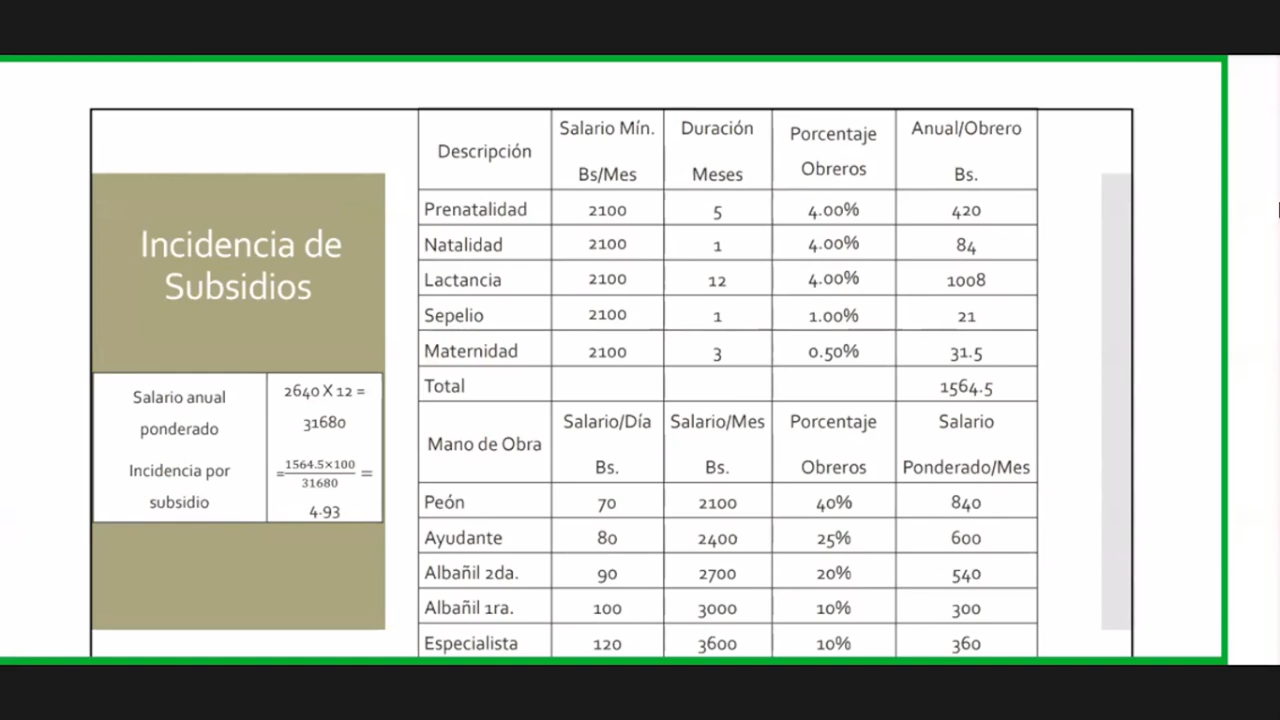 Incidencia de
Subsidios
Salario anual
ponderado
2640 X 12 =
31680
Incidencia por
subsidio
=1564.5×100/31680 =
4.93
Descripción Salario Mín. Bs/Mes Duración Meses Porcentaje Obreros Anual/Obrero Bs.
Prenatalidad 2100 5 4.00% 420
Natalidad 2100 1 4.00% 84
Lactancia 2100 12 4.00% 1008
Sepelio 2100 1 1.00% 21
Maternidad 2100 3 0.50% 31.5
Total 1564.5
Mano de Obra Salario/Día Bs. Salario/Mes Bs. Porcentaje Obreros Salario Ponderado/Mes
Peón 70 2100 40% 840
Ayudante 80 2400 25% 600
Albañil 2da. 90 2700 20% 540
Albañil 1ra. 100 3000 10% 300
Especialista 120 3600 10% 360